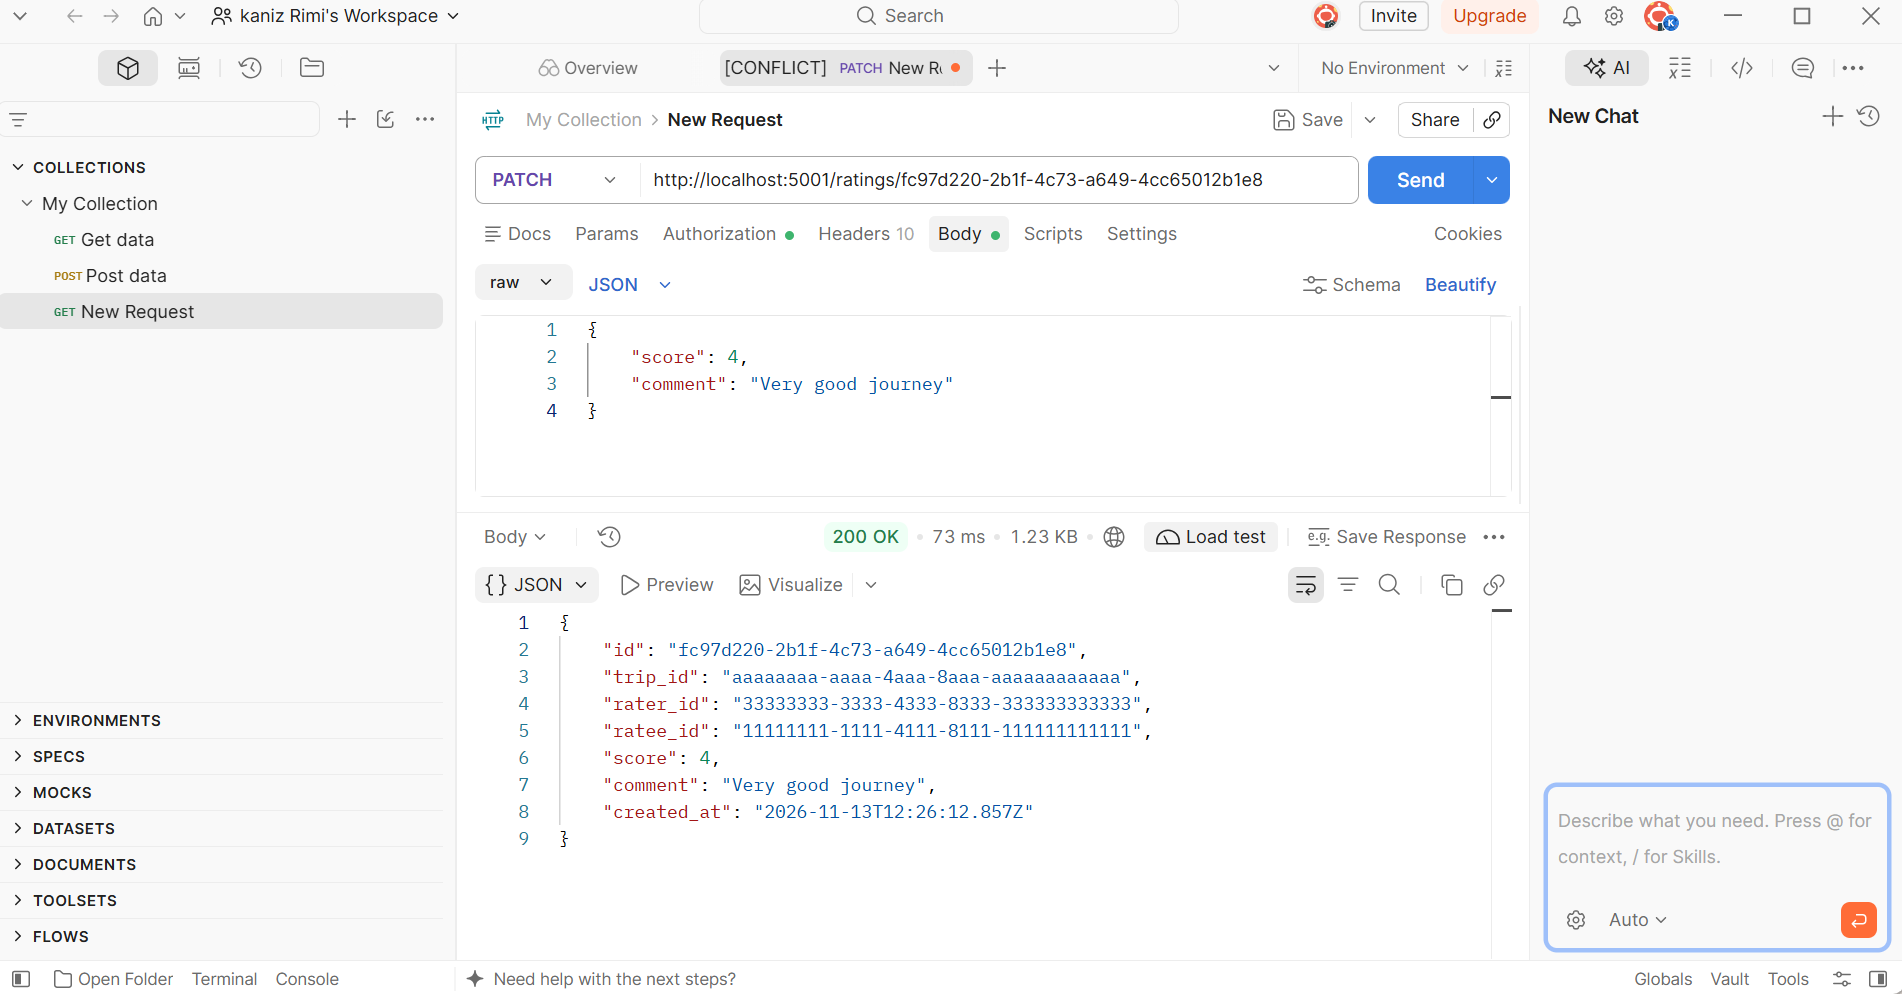 kaniz Rimi's Workspace
Search
Invite
Upgrade
K
Overview
[CONFLICT] PATCH New Re
No Environment
AI
HTTP
My Collection > New Request
Save
Share
New Chat
COLLECTIONS
My Collection
GET Get data
POST Post data
GET New Request
PATCH
http://localhost:5001/ratings/fc97d220-2b1f-4c73-a649-4cc65012b1e8
Send
Docs
Params
Authorization
Headers 10
Body
Scripts
Settings
Cookies
raw
JSON
Schema
Beautify
1 {
2 "score": 4,
3 "comment": "Very good journey"
4 }
Body
200 OK
73 ms
1.23 KB
Load test
e.g. Save Response
{} JSON
Preview
Visualize
1 {
2 "id": "fc97d220-2b1f-4c73-a649-4cc65012b1e8",
3 "trip_id": "aaaaaaaa-aaaa-4aaa-8aaa-aaaaaaaaaaaa",
4 "rater_id": "33333333-3333-4333-8333-333333333333",
5 "ratee_id": "11111111-1111-4111-8111-111111111111",
6 "score": 4,
7 "comment": "Very good journey",
8 "created_at": "2026-11-13T12:26:12.857Z"
9 }
ENVIRONMENTS
SPECS
MOCKS
DATASETS
DOCUMENTS
TOOLSETS
FLOWS
Describe what you need. Press @ for
context, / for Skills.
Auto
Open Folder
Terminal
Console
Need help with the next steps?
Globals
Vault
Tools